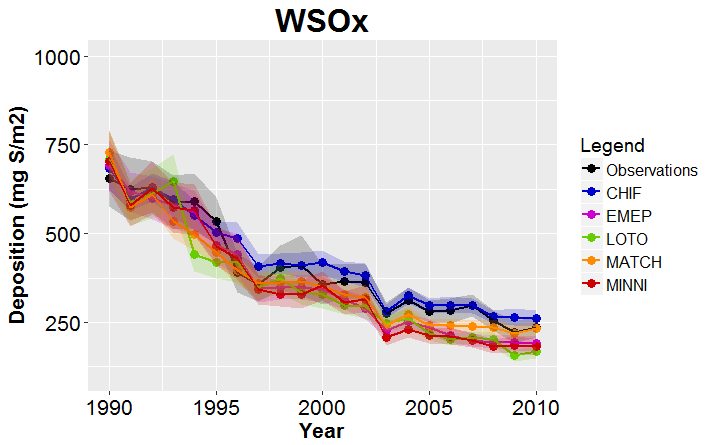 WSOx
Deposition (mg S/m2)
1000
750
500
250
1990 1995 2000 2005 2010
Year
Legend
Observations
CHIF
EMEP
LOTO
MATCH
MINNI